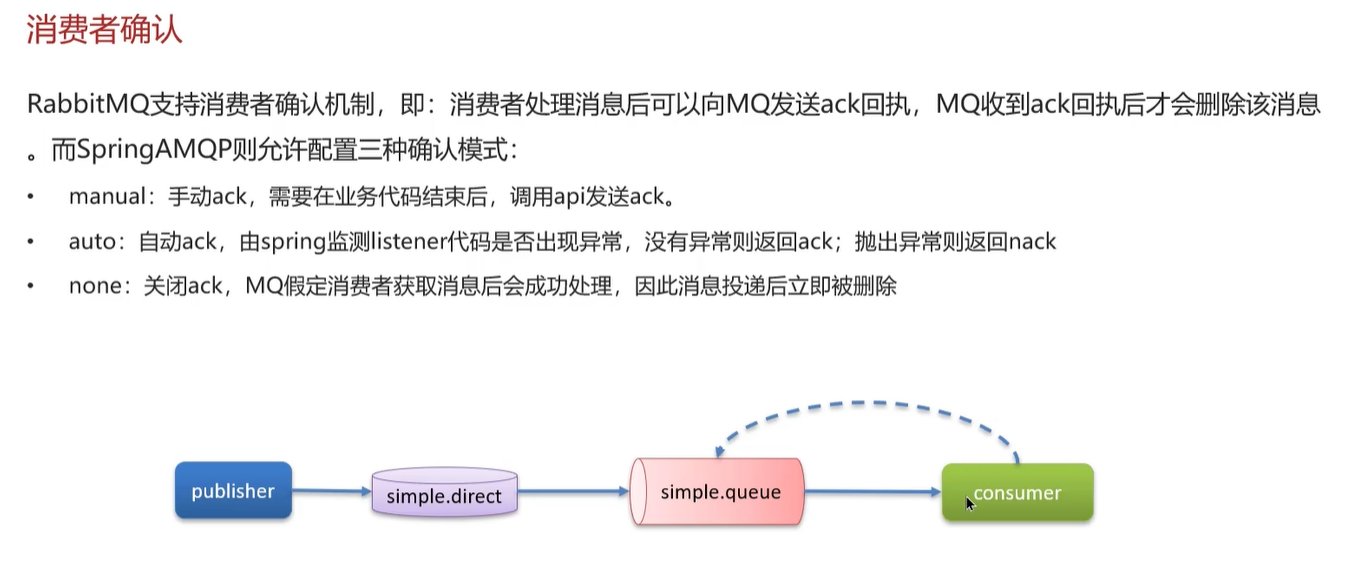 消费者确认
RabbitMQ支持消费者确认机制，即：消费者处理消息后可以向MQ发送ack回执，MQ收到ack回执后才会删除该消息
。而SpringAMQP则允许配置三种确认模式：
• manual：手动ack，需要在业务代码结束后，调用api发送ack。
• auto：自动ack，由spring监测listener代码是否出现异常，没有异常则返回ack；抛出异常则返回nack
• none：关闭ack，MQ假定消费者获取消息后会成功处理，因此消息投递后立即被删除
publisher
simple.direct
simple.queue
consumer